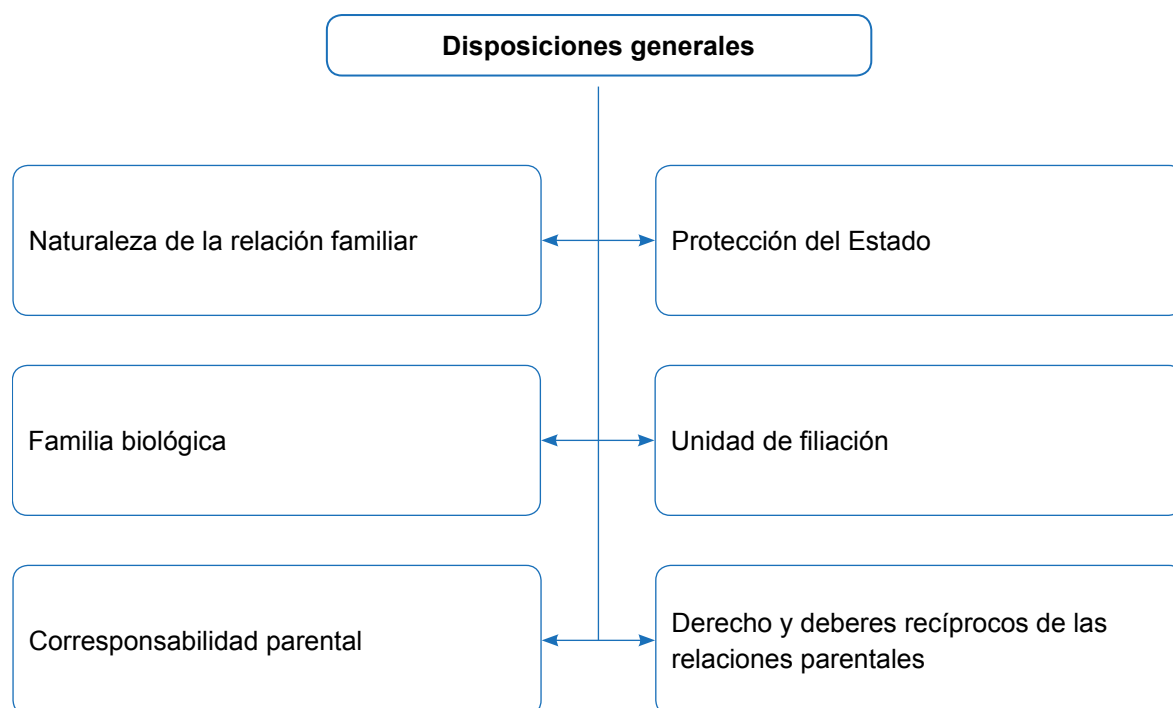 Disposiciones generales
Naturaleza de la relación familiar
Protección del Estado
Familia biológica
Unidad de filiación
Corresponsabilidad parental
Derecho y deberes recíprocos de las
relaciones parentales